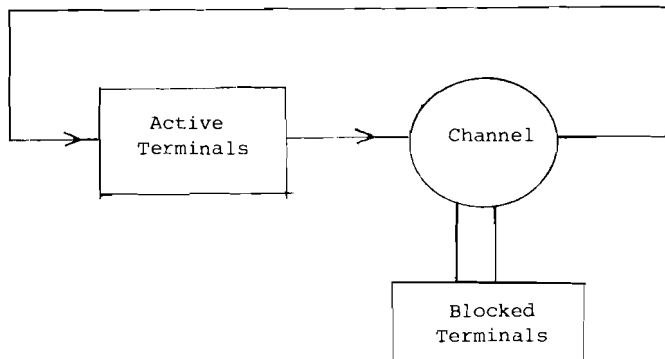 Active
Terminals
Channel
Blocked
Terminals